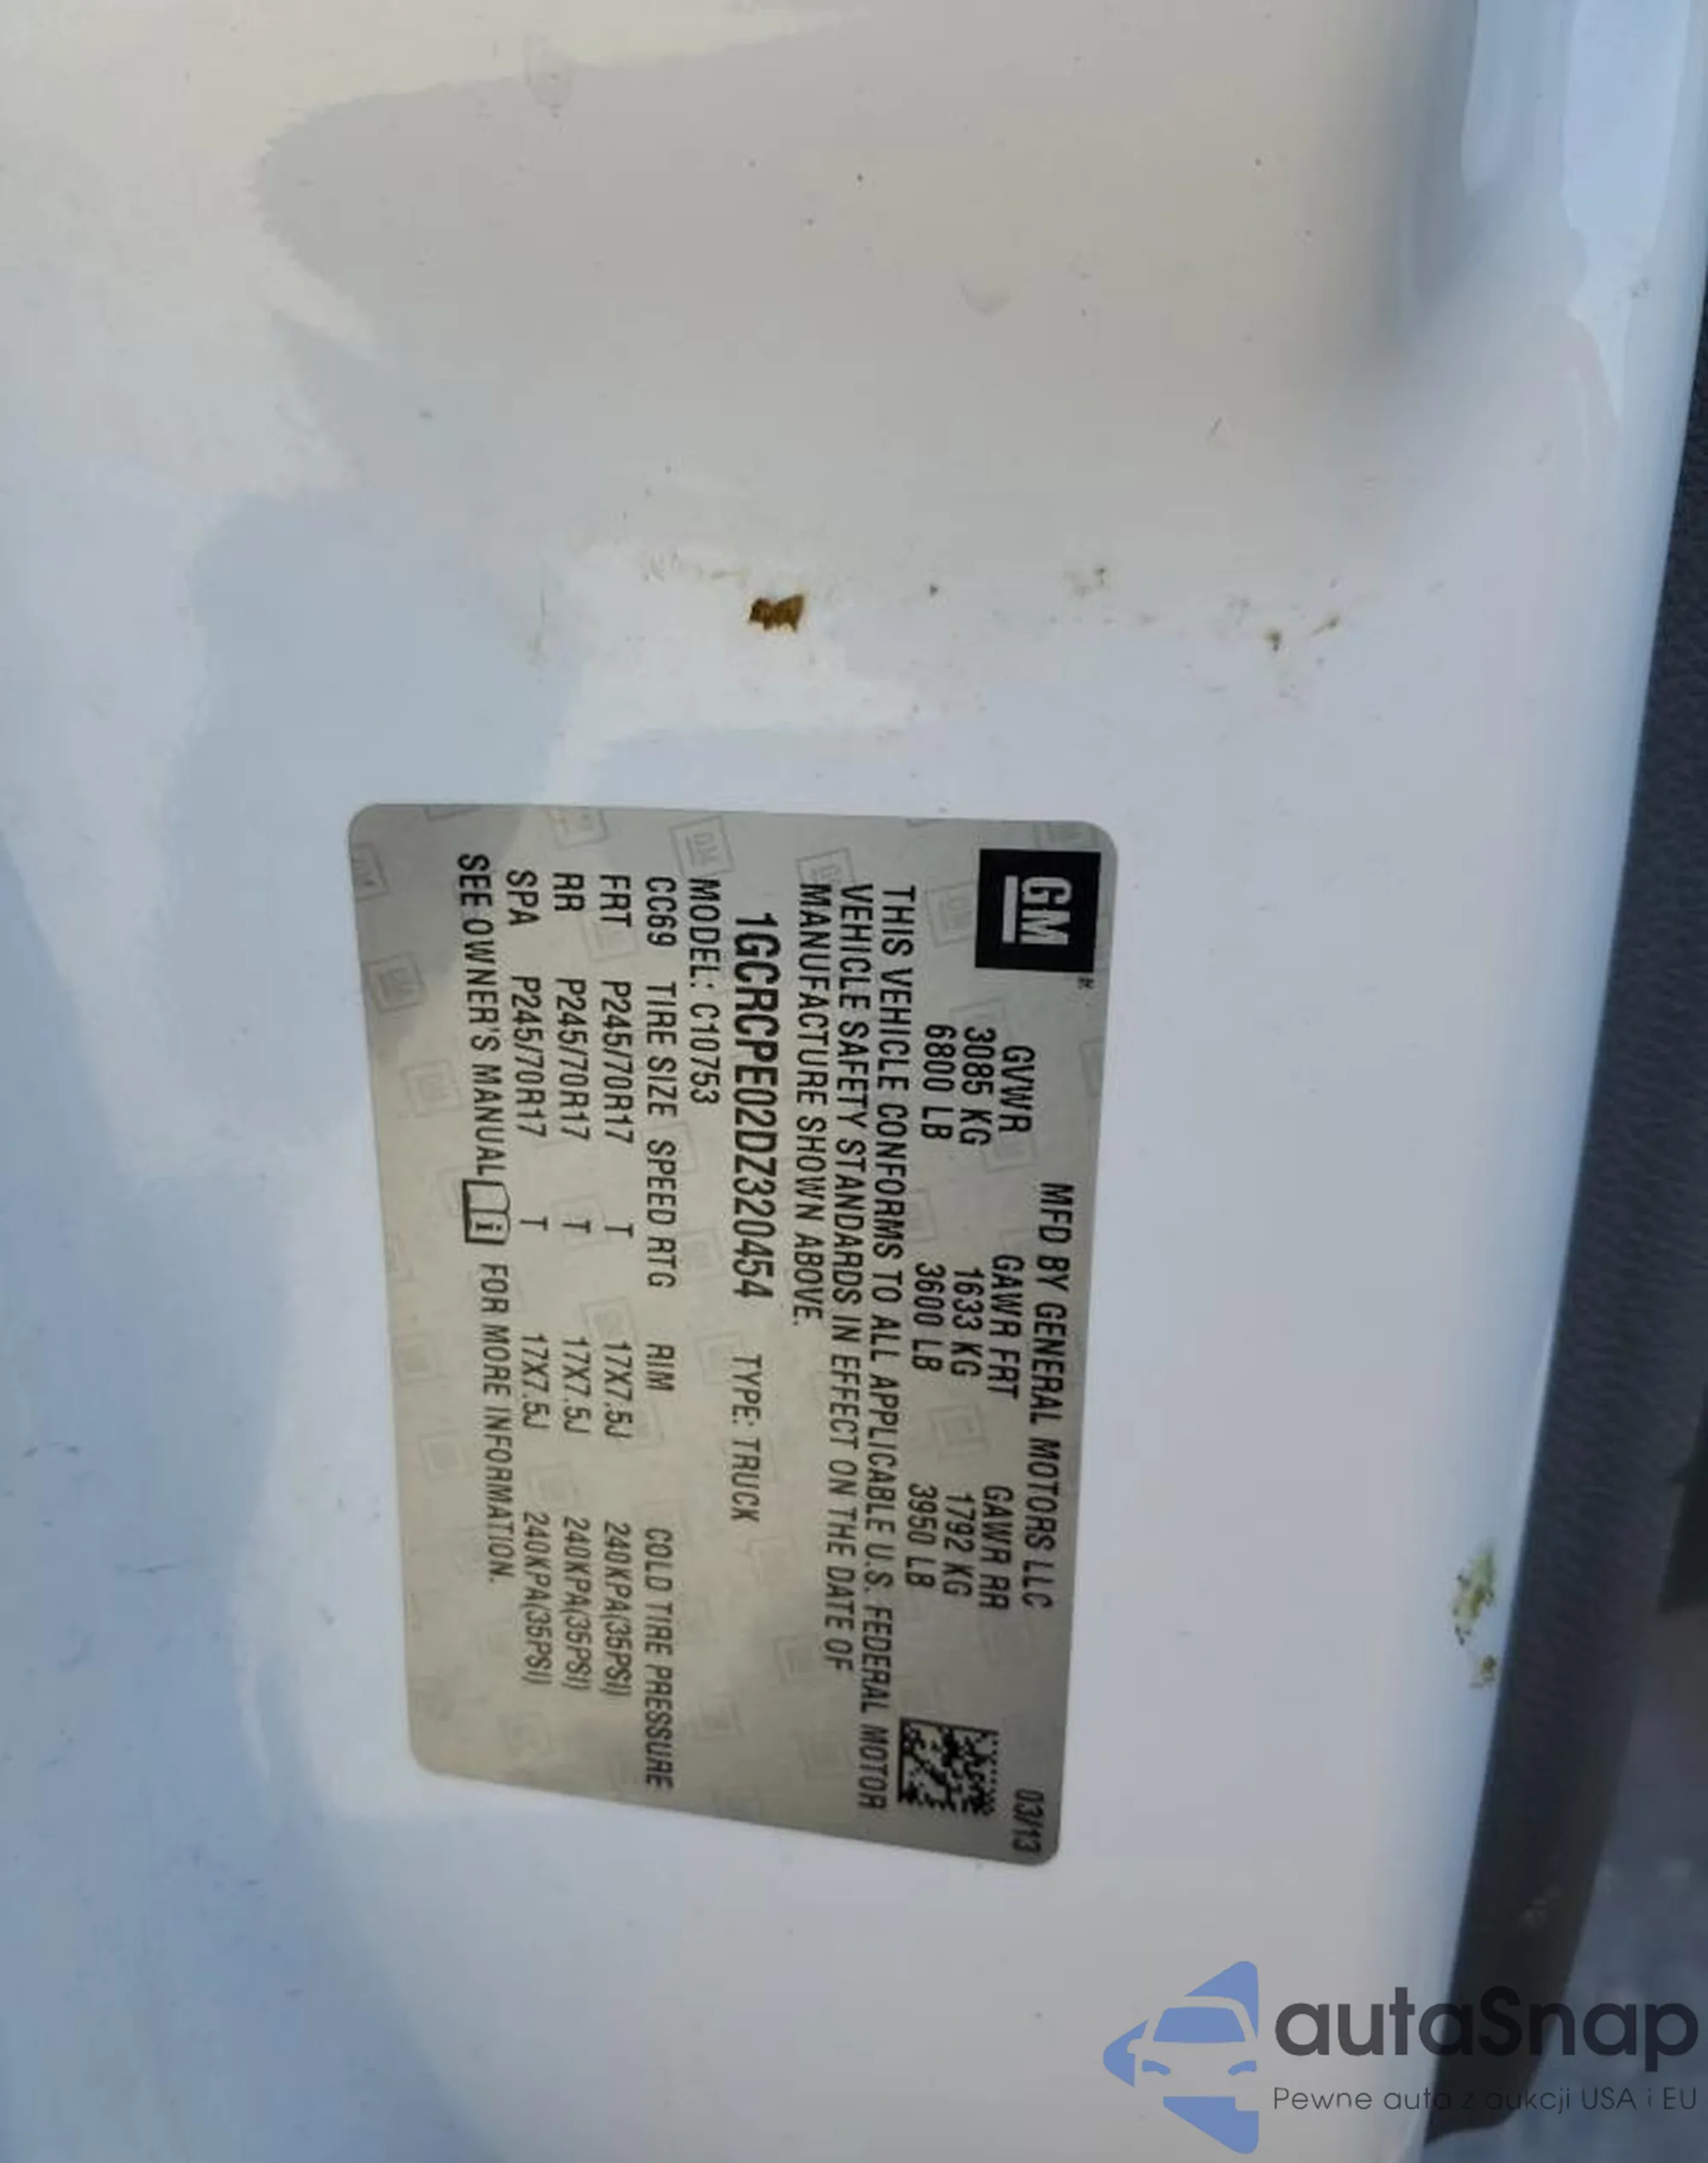 GM
MFD BY GENERAL MOTORS LLC 03/13
GVWR GAWR FRT GAWR RR
3085 KG 1633 KG 1792 KG
6800 LB 3600 LB 3950 LB
THIS VEHICLE CONFORMS TO ALL APPLICABLE U.S. FEDERAL MOTOR
VEHICLE SAFETY STANDARDS IN EFFECT ON THE DATE OF
MANUFACTURE SHOWN ABOVE.
1GCRCPE02DZ320454 TYPE: TRUCK
MODEL: C10753
CC69 TIRE SIZE SPEED RTG RIM COLD TIRE PRESSURE
FRT P245/70R17 T 17X7.5J 240KPA(35PSI)
RR P245/70R17 T 17X7.5J 240KPA(35PSI)
SPA P245/70R17 T 17X7.5J 240KPA(35PSI)
SEE OWNER'S MANUAL i FOR MORE INFORMATION.
autaSnap
Pewne auta z aukcji USA i EU